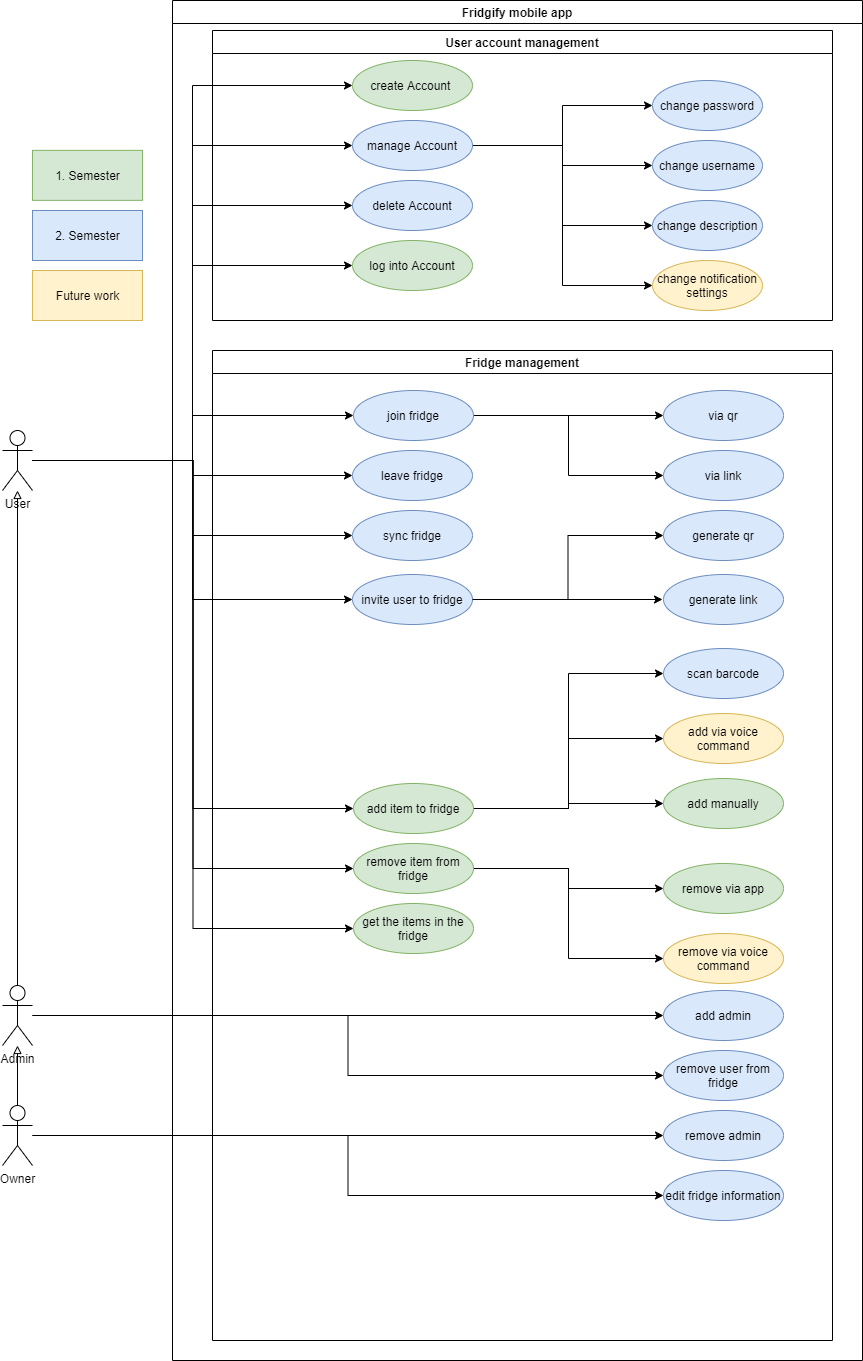 Fridgify mobile app
User account management
create Account
manage Account
delete Account
log into Account
change password
change username
change description
change notification
settings
1. Semester
2. Semester
Future work
Fridge management
join fridge
via qr
leave fridge
via link
sync fridge
generate qr
invite user to fridge
generate link
scan barcode
add via voice
command
add item to fridge
add manually
remove item from
fridge
remove via app
get the items in the
fridge
remove via voice
command
User
add admin
Admin
remove user from
fridge
remove admin
Owner
edit fridge information